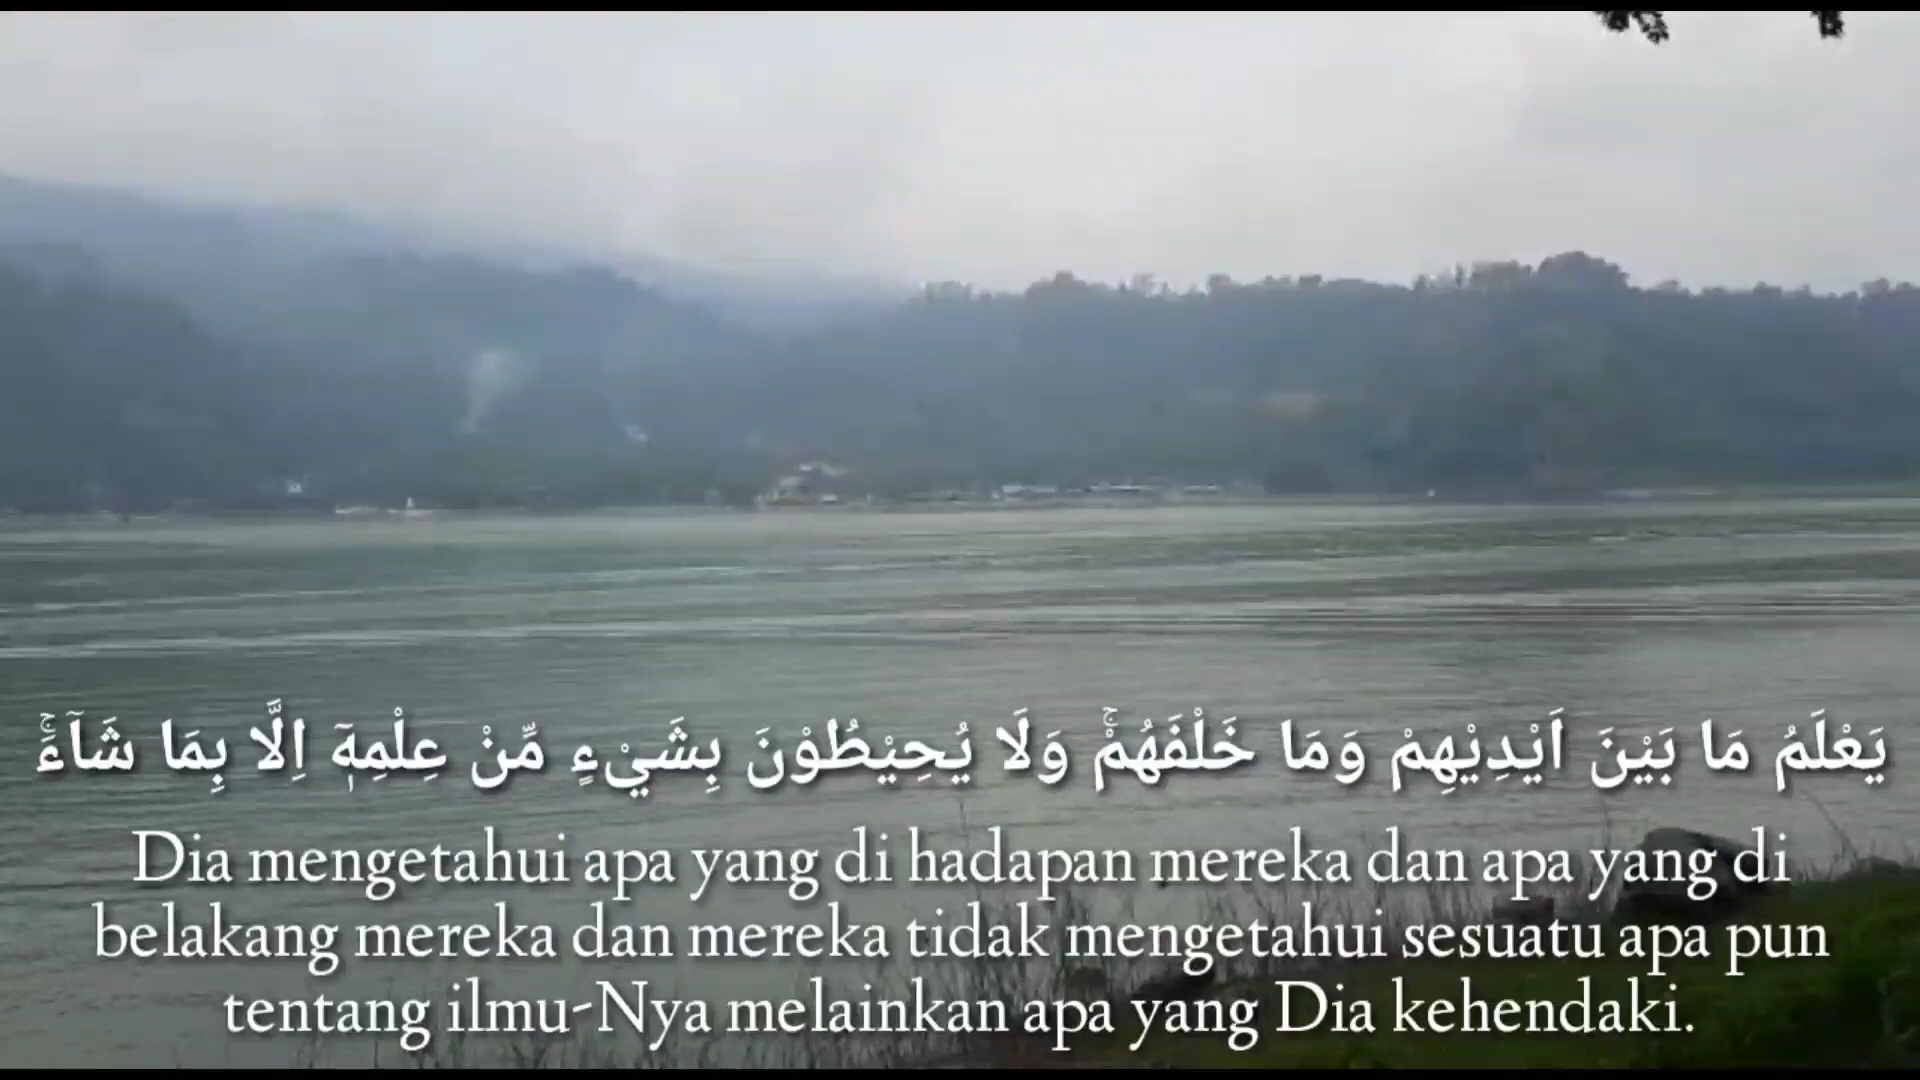 يَعْلَمُ مَا بَيْنَ اَيْدِيْهِمْ وَمَا خَلْفَهُمْۚ وَلَا يُحِيْطُوْنَ بِشَيْءٍ مِّنْ عِلْمِهٖٓ اِلَّا بِمَا شَاۤءَۚ
Dia mengetahui apa yang di hadapan mereka dan apa yang di
belakang mereka dan mereka tidak mengetahui sesuatu apa pun
tentang ilmu-Nya melainkan apa yang Dia kehendaki.